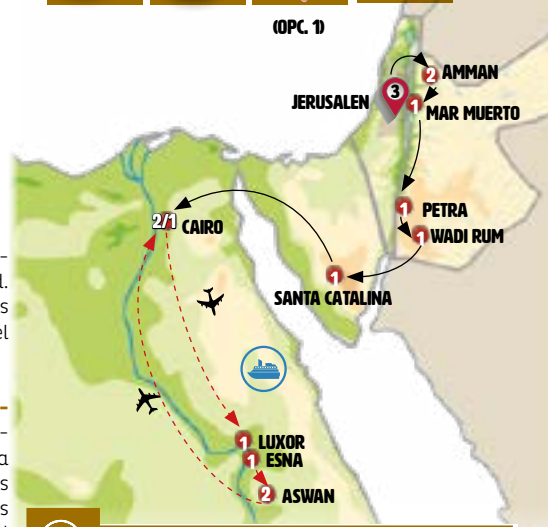 (OPC. 1)
2 AMMAN
JERUSALEN 3
1 MAR MUERTO
1 PETRA
2/1 CAIRO
1 WADI RUM
1
SANTA CATALINA
l.
s
el
1 LUXOR
1 ESNA
a
2 ASWAN
s
s